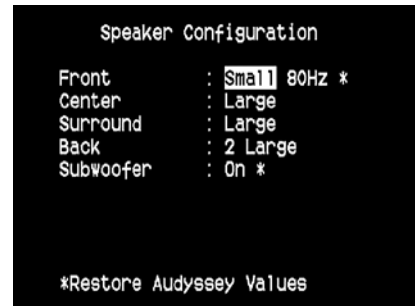 Speaker Configuration
Front : Small 80Hz *
Center : Large
Surround : Large
Back : 2 Large
Subwoofer : On *
*Restore Audyssey Values